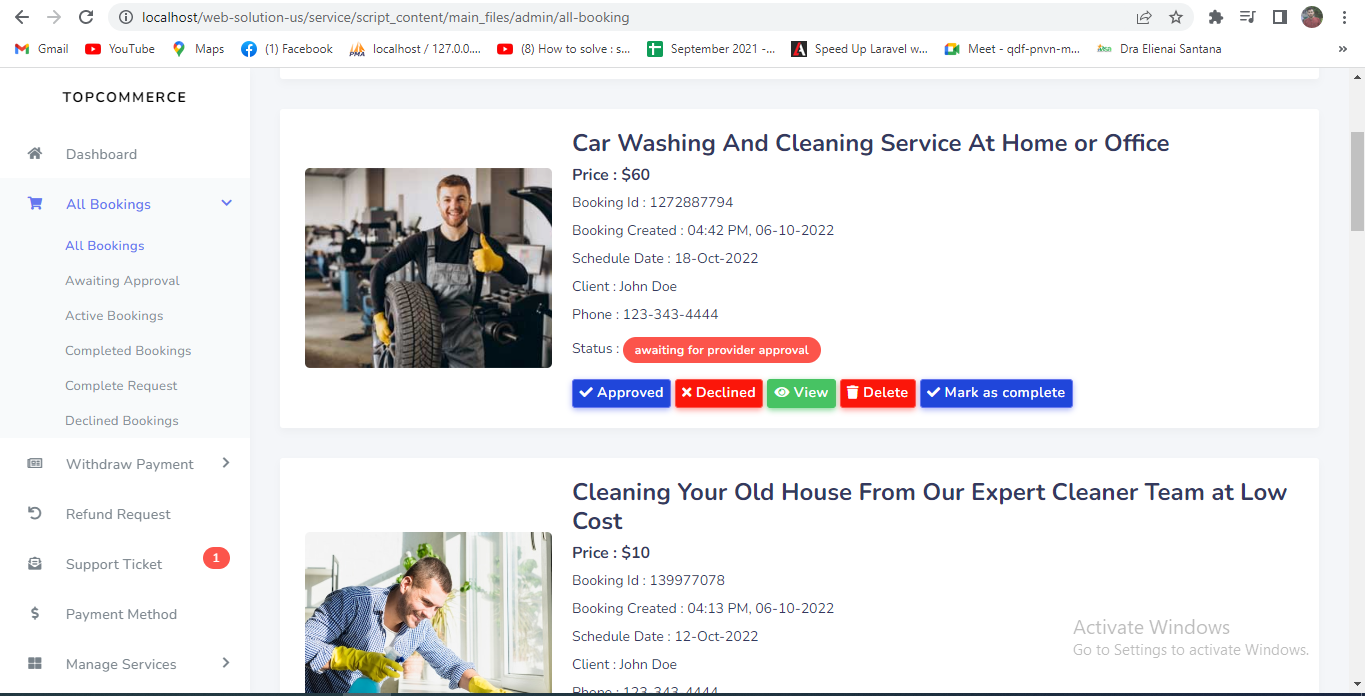 localhost/web-solution-us/service/script_content/main_files/admin/all-booking
Gmail
YouTube
Maps
(1) Facebook
localhost / 127.0.0....
(8) How to solve : s...
September 2021 -...
Speed Up Laravel w...
Meet - qdf-pnvn-m...
Dra Elienai Santana
»
TOPCOMMERCE
Dashboard
All Bookings
All Bookings
Awaiting Approval
Active Bookings
Completed Bookings
Complete Request
Declined Bookings
Withdraw Payment
Refund Request
Support Ticket
1
Payment Method
Manage Services
Car Washing And Cleaning Service At Home or Office
Price : $60
Booking Id : 1272887794
Booking Created : 04:42 PM, 06-10-2022
Schedule Date : 18-Oct-2022
Client : John Doe
Phone : 123-343-4444
Status : awaiting for provider approval
Approved Declined View Delete Mark as complete
Cleaning Your Old House From Our Expert Cleaner Team at Low
Cost
Price : $10
Booking Id : 139977078
Booking Created : 04:13 PM, 06-10-2022
Schedule Date : 12-Oct-2022
Client : John Doe
Phone : 123-343-4444
Activate Windows
Go to Settings to activate Windows.